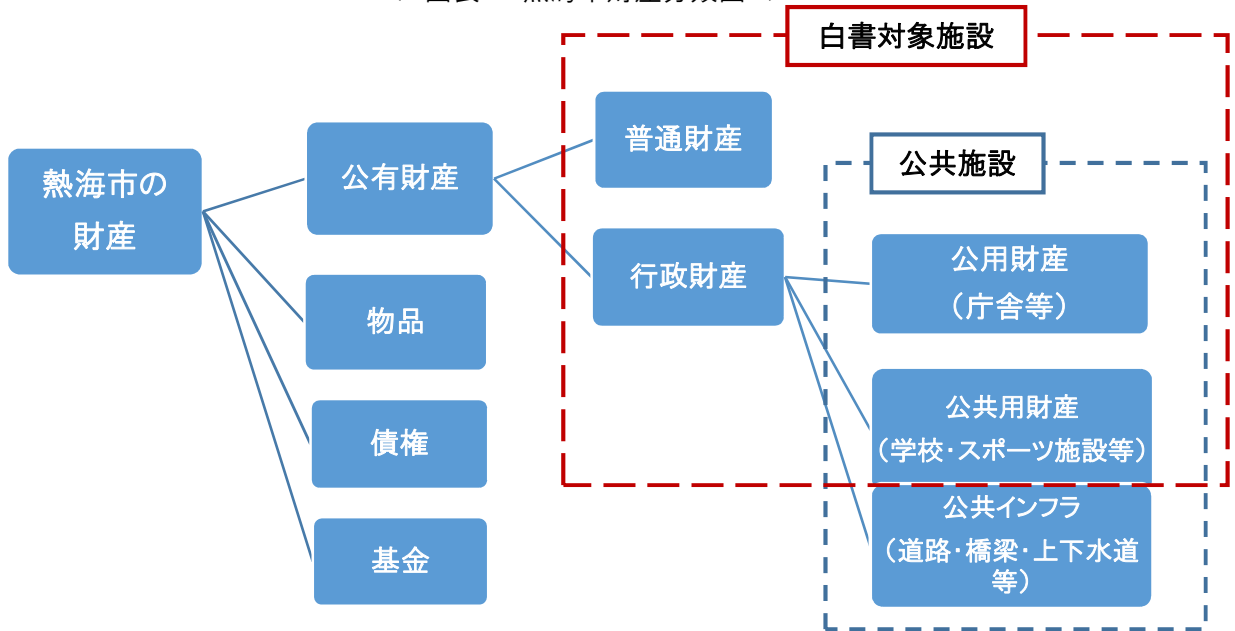 白書対象施設
普通財産
公共施設
公有財産
熱海市の
財産
行政財産
公用財産
(庁舎等)
物品
公共用財産
(学校・スポーツ施設等)
債権
公共インフラ
(道路・橋梁・上下水道
等)
基金